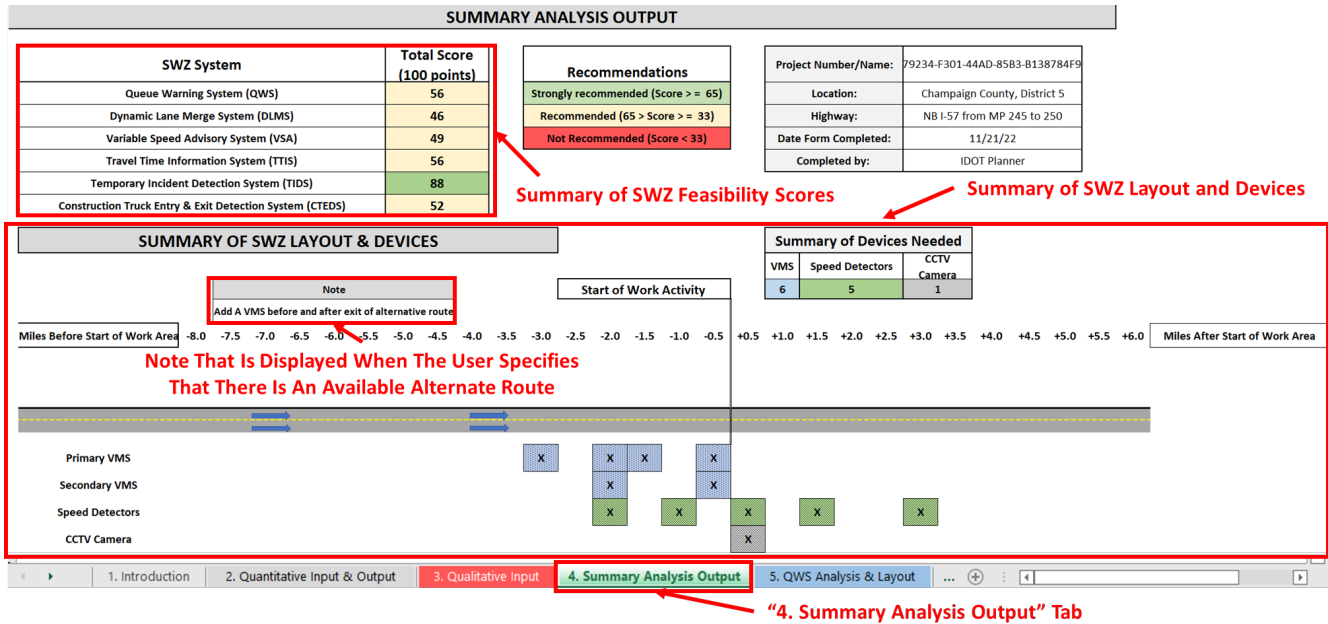 SUMMARY ANALYSIS OUTPUT
SWZ System
Total Score
(100 points)
Queue Warning System (QWS) 56
Dynamic Lane Merge System (DLMS) 46
Variable Speed Advisory System (VSA) 49
Travel Time Information System (TTIS) 56
Temporary Incident Detection System (TIDS) 88
Construction Truck Entry & Exit Detection System (CTEDS) 52
Recommendations
Strongly recommended (Score > = 65)
Recommended (65 > Score > = 33)
Not Recommended (Score < 33)
Project Number/Name: 79234-F301-44AD-85B3-B138784F9
Location: Champaign County, District 5
Highway: NB I-57 from MP 245 to 250
Date Form Completed: 11/21/22
Completed by: IDOT Planner
Summary of SWZ Feasibility Scores
Summary of SWZ Layout and Devices
SUMMARY OF SWZ LAYOUT & DEVICES
Summary of Devices Needed
VMS Speed Detectors CCTV
Camera
6 5 1
Note
Add A VMS before and after exit of alternative route
Start of Work Activity
Miles Before Start of Work Area -8.0 -7.5 -7.0 -6.5 -6.0 -5.5 -5.0 -4.5 -4.0 -3.5 -3.0 -2.5 -2.0 -1.5 -1.0 -0.5 +0.5 +1.0 +1.5 +2.0 +2.5 +3.0 +3.5 +4.0 +4.5 +5.0 +5.5 +6.0 Miles After Start of Work Area
Note That Is Displayed When The User Specifies
That There Is An Available Alternate Route
Primary VMS X X X X
Secondary VMS X X
Speed Detectors X X X X X
CCTV Camera X
1. Introduction 2. Quantitative Input & Output 3. Qualitative Input 4. Summary Analysis Output 5. QWS Analysis & Layout ...
“4. Summary Analysis Output” Tab